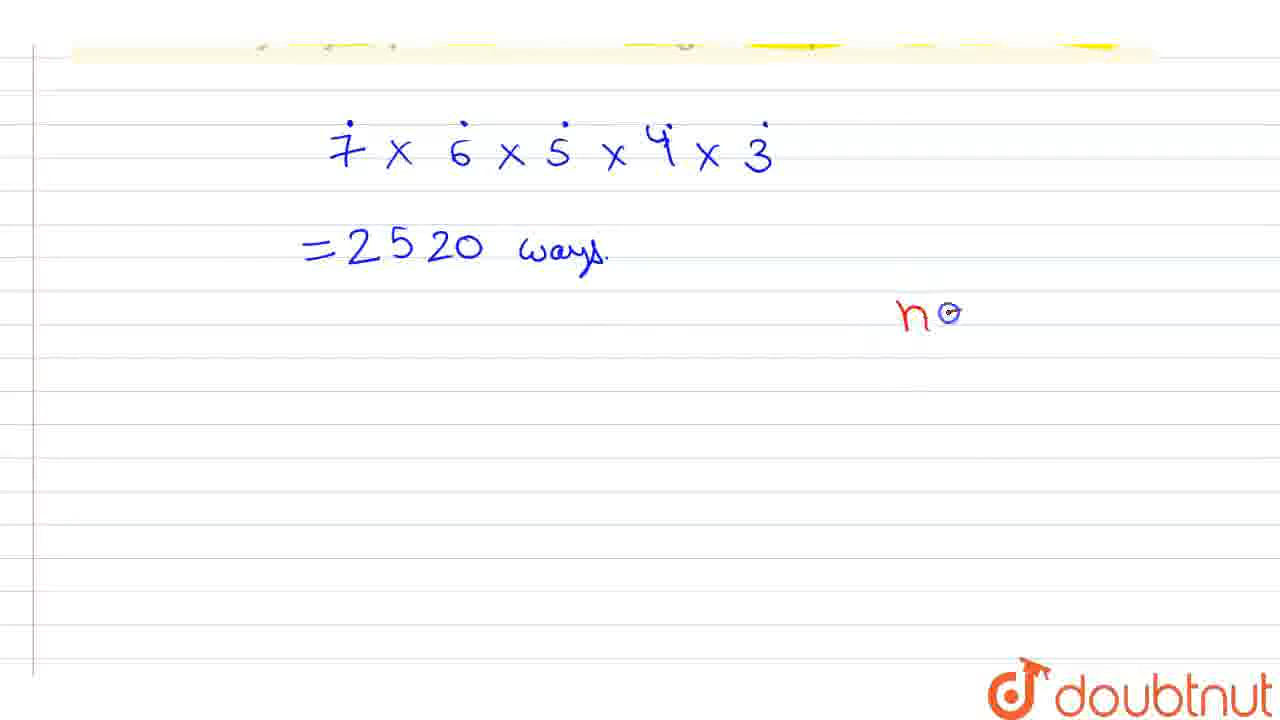 7 × 6 × 5 × 4 × 3
= 2520 ways.
n
doubtnut